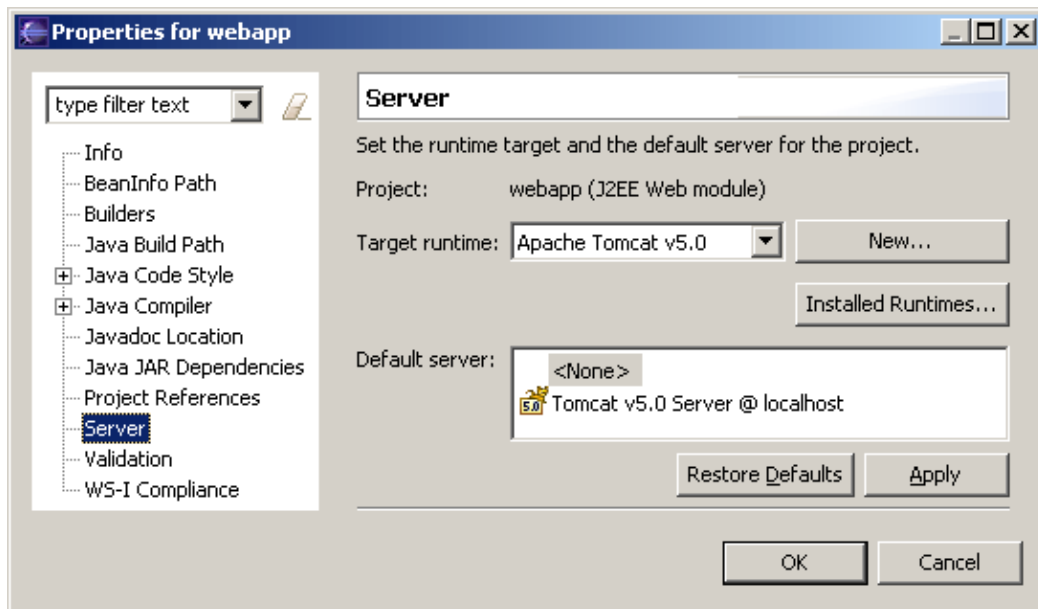 Properties for webapp
type filter text
Info
BeanInfo Path
Builders
Java Build Path
Java Code Style
Java Compiler
Javadoc Location
Java JAR Dependencies
Project References
Server
Validation
WS-I Compliance
Server
Set the runtime target and the default server for the project.
Project: webapp (J2EE Web module)
Target runtime: Apache Tomcat v5.0 New...
Installed Runtimes...
Default server: <None>
5.0 Tomcat v5.0 Server @ localhost
Restore Defaults Apply
OK Cancel